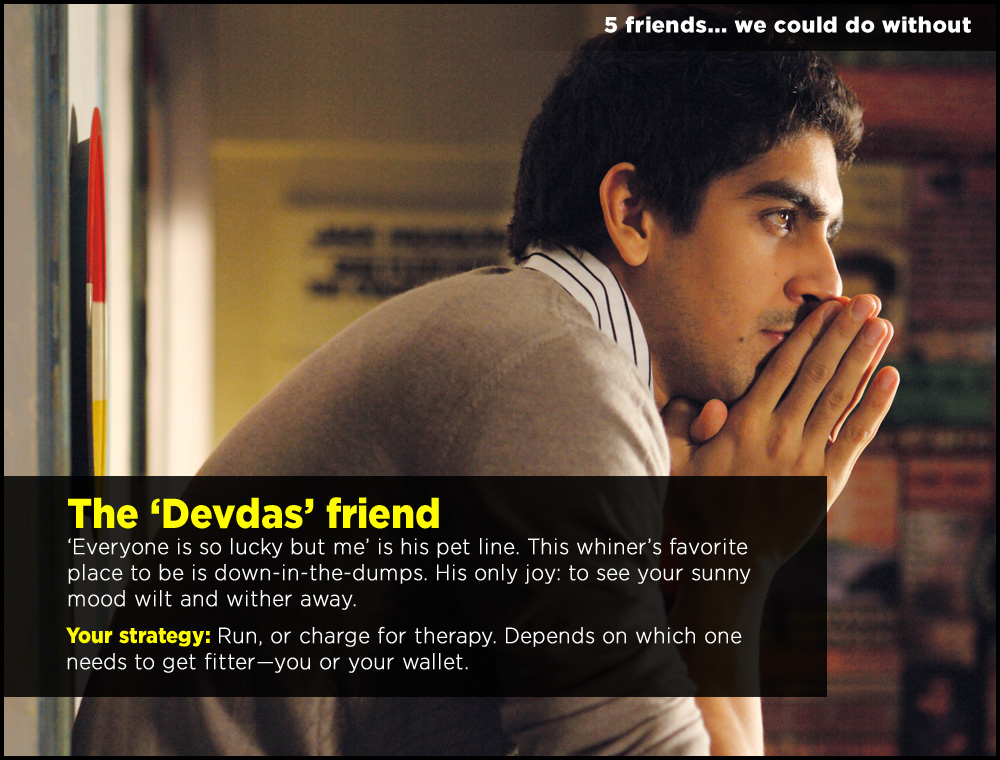 5 friends... we could do without
The ‘Devdas’ friend
‘Everyone is so lucky but me’ is his pet line. This whiner’s favorite
place to be is down-in-the-dumps. His only joy: to see your sunny
mood wilt and wither away.
Your strategy: Run, or charge for therapy. Depends on which one
needs to get fitter—you or your wallet.